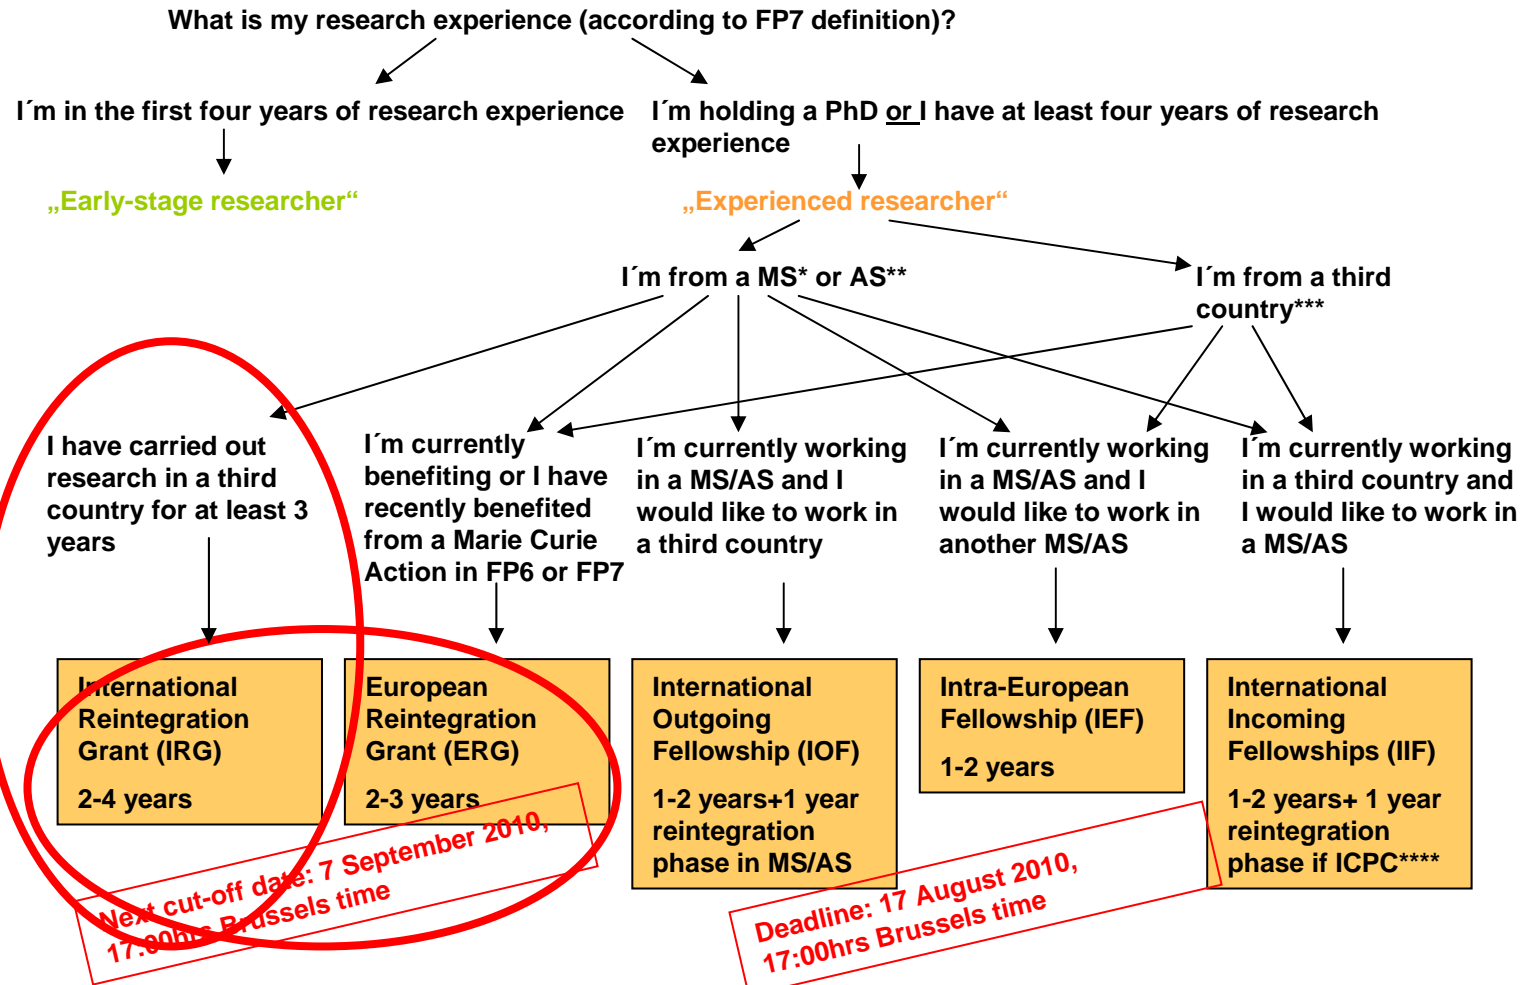 What is my research experience (according to FP7 definition)?
I´m in the first four years of research experience
I´m holding a PhD or I have at least four years of research
experience
„Early-stage researcher“
„Experienced researcher“
I´m from a MS* or AS**
I´m from a third
country***
I have carried out
research in a third
country for at least 3
years
I´m currently
benefiting or I have
recently benefited
from a Marie Curie
Action in FP6 or FP7
I´m currently working
in a MS/AS and I
would like to work in
a third country
I´m currently working
in a MS/AS and I
would like to work in
another MS/AS
I´m currently working
in a third country and
I would like to work in
a MS/AS
International
Reintegration
Grant (IRG)
2-4 years
European
Reintegration
Grant (ERG)
2-3 years
International
Outgoing
Fellowship (IOF)
1-2 years+1 year
reintegration
phase in MS/AS
Intra-European
Fellowship (IEF)
1-2 years
International
Incoming
Fellowships (IIF)
1-2 years+ 1 year
reintegration
phase if ICPC****
Next cut-off date: 7 September 2010,
17:00hrs Brussels time
Deadline: 17 August 2010,
17:00hrs Brussels time